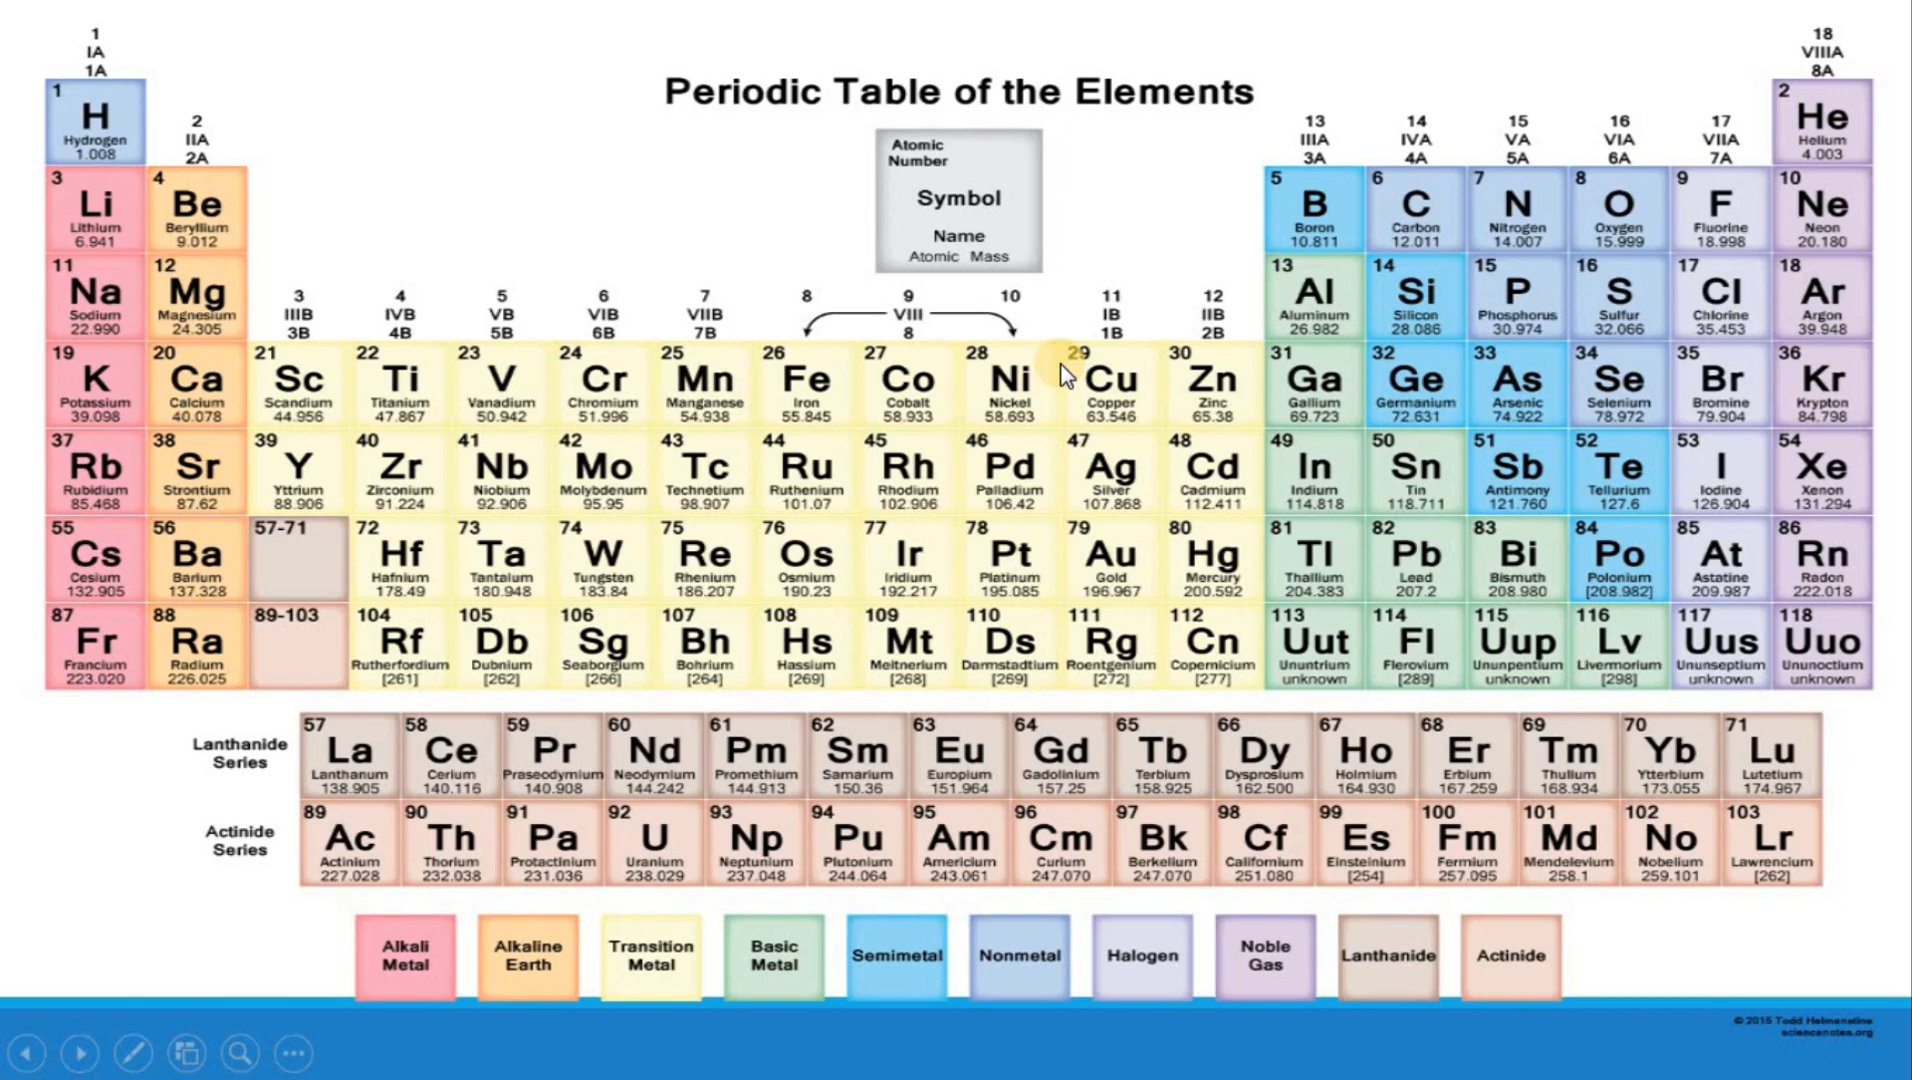 1
IA
1A
18
VIIIA
8A
Periodic Table of the Elements
1
H
Hydrogen
1.008
2
IIA
2A
13
IIIA
3A
14
IVA
4A
15
VA
5A
16
VIA
6A
17
VIIA
7A
2
He
Helium
4.003
Atomic
Number
Symbol
Name
Atomic Mass
3
Li
Lithium
6.941
4
Be
Beryllium
9.012
5
B
Boron
10.811
6
C
Carbon
12.011
7
N
Nitrogen
14.007
8
O
Oxygen
15.999
9
F
Fluorine
18.998
10
Ne
Neon
20.180
11
Na
Sodium
22.990
12
Mg
Magnesium
24.305
3
IIIB
3B
4
IVB
4B
5
VB
5B
6
VIB
6B
7
VIIB
7B
8
9
10
VIII
8
11
IB
1B
12
IIB
2B
13
Al
Aluminum
26.982
14
Si
Silicon
28.086
15
P
Phosphorus
30.974
16
S
Sulfur
32.066
17
Cl
Chlorine
35.453
18
Ar
Argon
39.948
19
K
Potassium
39.098
20
Ca
Calcium
40.078
21
Sc
Scandium
44.956
22
Ti
Titanium
47.867
23
V
Vanadium
50.942
24
Cr
Chromium
51.996
25
Mn
Manganese
54.938
26
Fe
Iron
55.845
27
Co
Cobalt
58.933
28
Ni
Nickel
58.693
29
Cu
Copper
63.546
30
Zn
Zinc
65.38
31
Ga
Gallium
69.723
32
Ge
Germanium
72.631
33
As
Arsenic
74.922
34
Se
Selenium
78.972
35
Br
Bromine
79.904
36
Kr
Krypton
84.798
37
Rb
Rubidium
85.468
38
Sr
Strontium
87.62
39
Y
Yttrium
88.906
40
Zr
Zirconium
91.224
41
Nb
Niobium
92.906
42
Mo
Molybdenum
95.95
43
Tc
Technetium
98.907
44
Ru
Ruthenium
101.07
45
Rh
Rhodium
102.906
46
Pd
Palladium
106.42
47
Ag
Silver
107.868
48
Cd
Cadmium
112.411
49
In
Indium
114.818
50
Sn
Tin
118.711
51
Sb
Antimony
121.760
52
Te
Tellurium
127.6
53
I
Iodine
126.904
54
Xe
Xenon
131.294
55
Cs
Cesium
132.905
56
Ba
Barium
137.328
57-71
72
Hf
Hafnium
178.49
73
Ta
Tantalum
180.948
74
W
Tungsten
183.84
75
Re
Rhenium
186.207
76
Os
Osmium
190.23
77
Ir
Iridium
192.217
78
Pt
Platinum
195.085
79
Au
Gold
196.967
80
Hg
Mercury
200.592
81
Tl
Thallium
204.383
82
Pb
Lead
207.2
83
Bi
Bismuth
208.980
84
Po
Polonium
[208.982]
85
At
Astatine
209.987
86
Rn
Radon
222.018
87
Fr
Francium
223.020
88
Ra
Radium
226.025
89-103
104
Rf
Rutherfordium
[261]
105
Db
Dubnium
[262]
106
Sg
Seaborgium
[266]
107
Bh
Bohrium
[264]
108
Hs
Hassium
[269]
109
Mt
Meitnerium
[268]
110
Ds
Darmstadtium
[269]
111
Rg
Roentgenium
[272]
112
Cn
Copernicium
[277]
113
Uut
Ununtrium
unknown
114
Fl
Flerovium
[289]
115
Uup
Ununpentium
unknown
116
Lv
Livermorium
[298]
117
Uus
Ununseptium
unknown
118
Uuo
Ununoctium
unknown
Lanthanide
Series
57
La
Lanthanum
138.905
58
Ce
Cerium
140.116
59
Pr
Praseodymium
140.908
60
Nd
Neodymium
144.242
61
Pm
Promethium
144.913
62
Sm
Samarium
150.36
63
Eu
Europium
151.964
64
Gd
Gadolinium
157.25
65
Tb
Terbium
158.925
66
Dy
Dysprosium
162.500
67
Ho
Holmium
164.930
68
Er
Erbium
167.259
69
Tm
Thulium
168.934
70
Yb
Ytterbium
173.055
71
Lu
Lutetium
174.967
Actinide
Series
89
Ac
Actinium
227.028
90
Th
Thorium
232.038
91
Pa
Protactinium
231.036
92
U
Uranium
238.029
93
Np
Neptunium
237.048
94
Pu
Plutonium
244.064
95
Am
Americium
243.061
96
Cm
Curium
247.070
97
Bk
Berkelium
247.070
98
Cf
Californium
251.080
99
Es
Einsteinium
[254]
100
Fm
Fermium
257.095
101
Md
Mendelevium
258.1
102
No
Nobelium
259.101
103
Lr
Lawrencium
[262]
Alkali
Metal
Alkaline
Earth
Transition
Metal
Basic
Metal
Semimetal
Nonmetal
Halogen
Noble
Gas
Lanthanide
Actinide
© 2015 Todd Helmenstine
sciencenotes.org